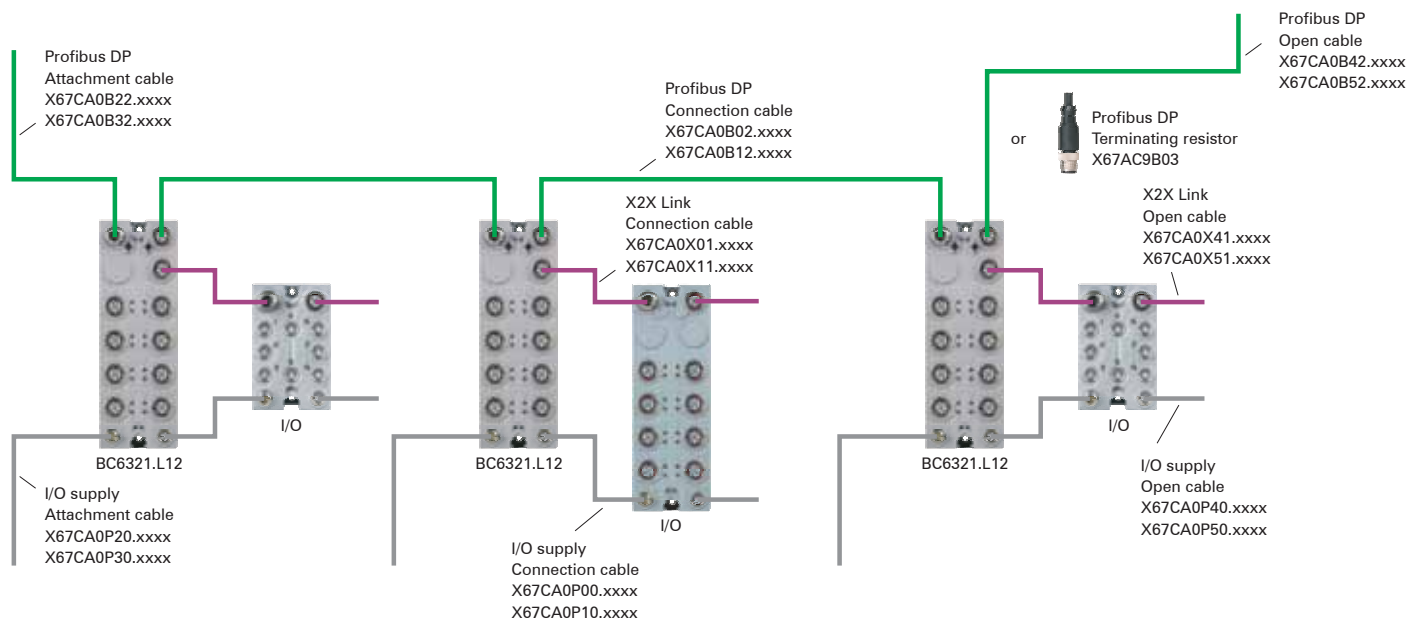 Profibus DP
Attachment cable
X67CA0B22.xxxx
X67CA0B32.xxxx
Profibus DP
Connection cable
X67CA0B02.xxxx
X67CA0B12.xxxx
Profibus DP
Open cable
X67CA0B42.xxxx
X67CA0B52.xxxx
or
Profibus DP
Terminating resistor
X67AC9B03
X2X Link
Connection cable
X67CA0X01.xxxx
X67CA0X11.xxxx
X2X Link
Open cable
X67CA0X41.xxxx
X67CA0X51.xxxx
I/O
I/O
I/O
BC6321.L12
BC6321.L12
BC6321.L12
I/O supply
Attachment cable
X67CA0P20.xxxx
X67CA0P30.xxxx
I/O supply
Connection cable
X67CA0P00.xxxx
X67CA0P10.xxxx
I/O supply
Open cable
X67CA0P40.xxxx
X67CA0P50.xxxx